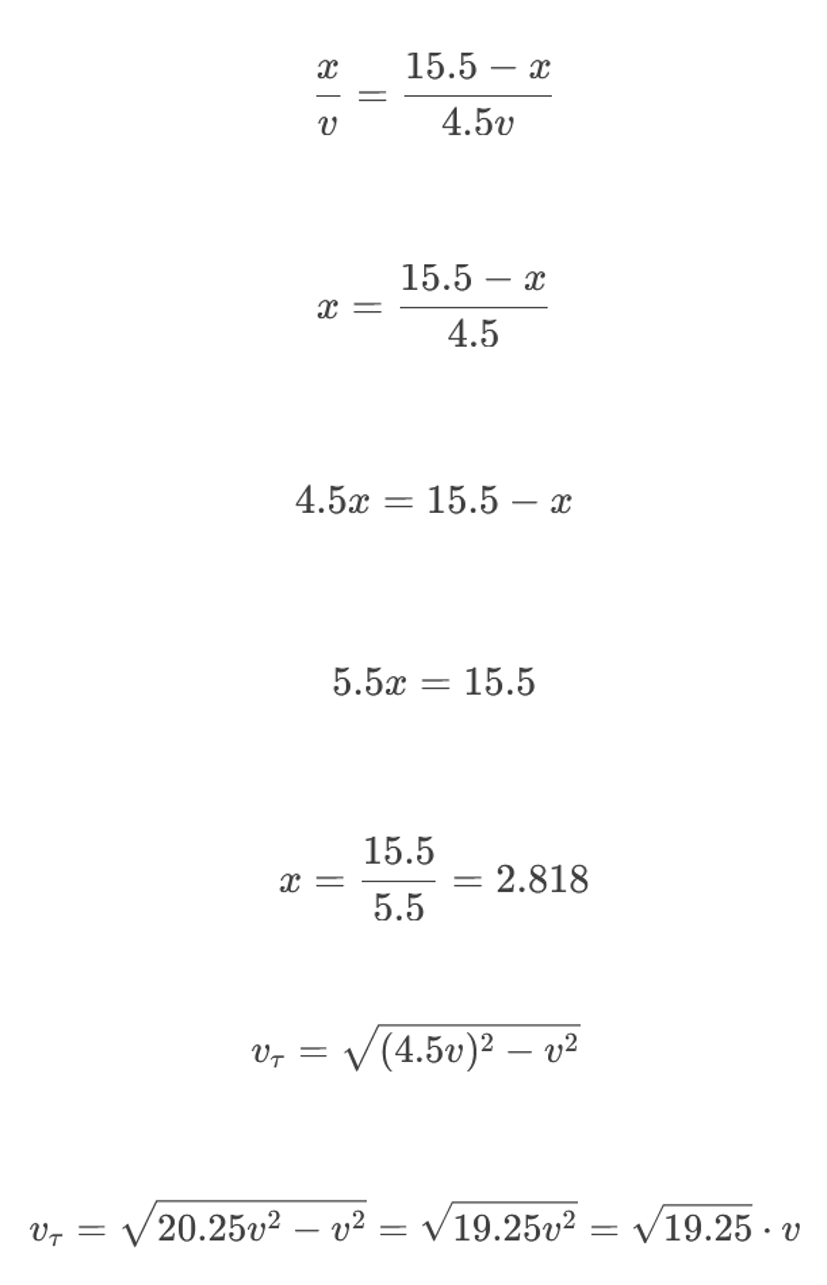 x/v = (15.5 − x)/(4.5v)
x = (15.5 − x)/4.5
4.5x = 15.5 − x
5.5x = 15.5
x = 15.5/5.5 = 2.818
v_τ = √((4.5v)² − v²)
v_τ = √(20.25v² − v²) = √(19.25v²) = √19.25 · v